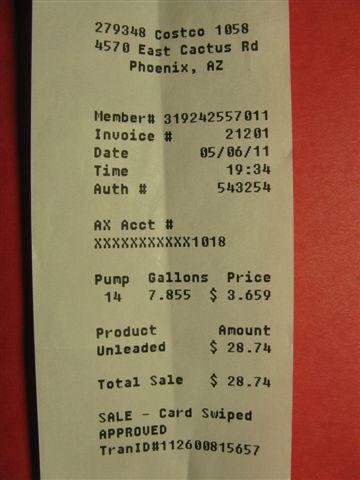 279348 Costco 1058
4570 East Cactus Rd
Phoenix, AZ
Member# 319242557011
Invoice # 21201
Date 05/06/11
Time 19:34
Auth # 543254
AX Acct #
XXXXXXXXXXX1018
Pump Gallons Price
14 7.855 $ 3.659
Product Amount
Unleaded $ 28.74
Total Sale $ 28.74
SALE - Card Swiped
APPROVED
TranID#112600815657